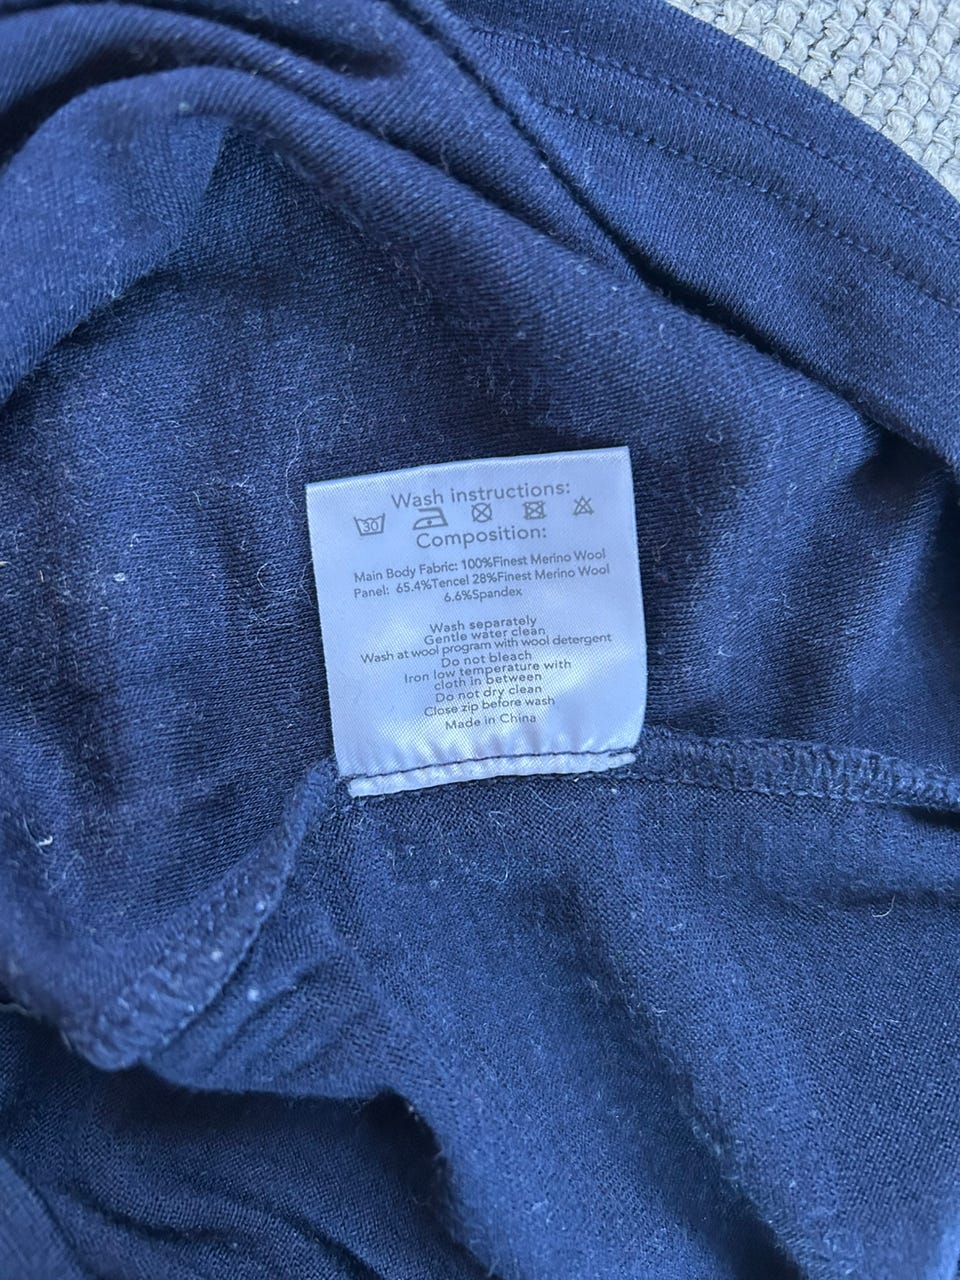 Wash instructions:
30
Composition:
Main Body Fabric: 100%Finest Merino Wool
Panel: 65.4%Tencel 28%Finest Merino Wool
6.6%Spandex
Wash separately
Gentle water clean
Wash at wool program with wool detergent
Do not bleach
Iron low temperature with
cloth in between
Do not dry clean
Close zip before wash
Made in China